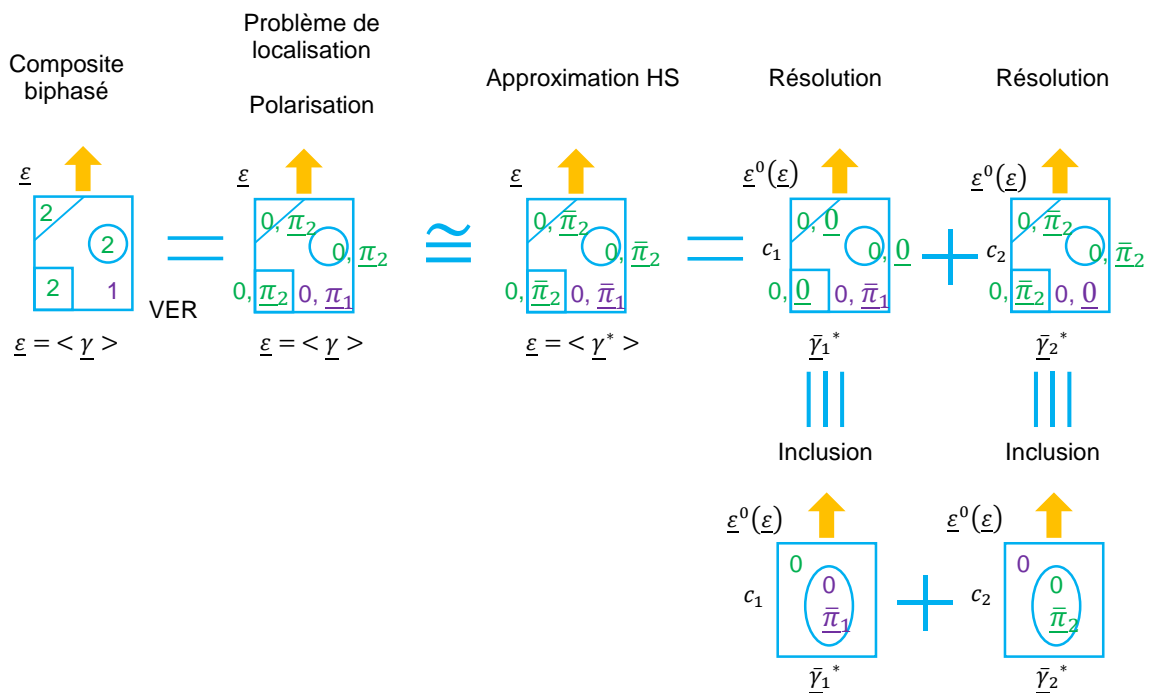 Composite
biphasé
ε
2
2
2
1
ε = < γ >
VER
Problème de
localisation
Polarisation
ε
0, π₂
0, π₂
0, π₂
0, π₁
ε = < γ >
≅
Approximation HS
ε
0, π̄₂
0, π̄₂
0, π̄₂
0, π̄₁
ε = < γ* >
=
Résolution
ε⁰(ε)
c₁
0, 0
0, 0
0, 0
0, π̄₁
γ̄₁*
+
Résolution
ε⁰(ε)
c₂
0, π̄₂
0, π̄₂
0, π̄₂
0, 0
γ̄₂*
Inclusion
ε⁰(ε)
c₁
0
0
π̄₁
γ̄₁*
+
Inclusion
ε⁰(ε)
c₂
0
0
π̄₂
γ̄₂*